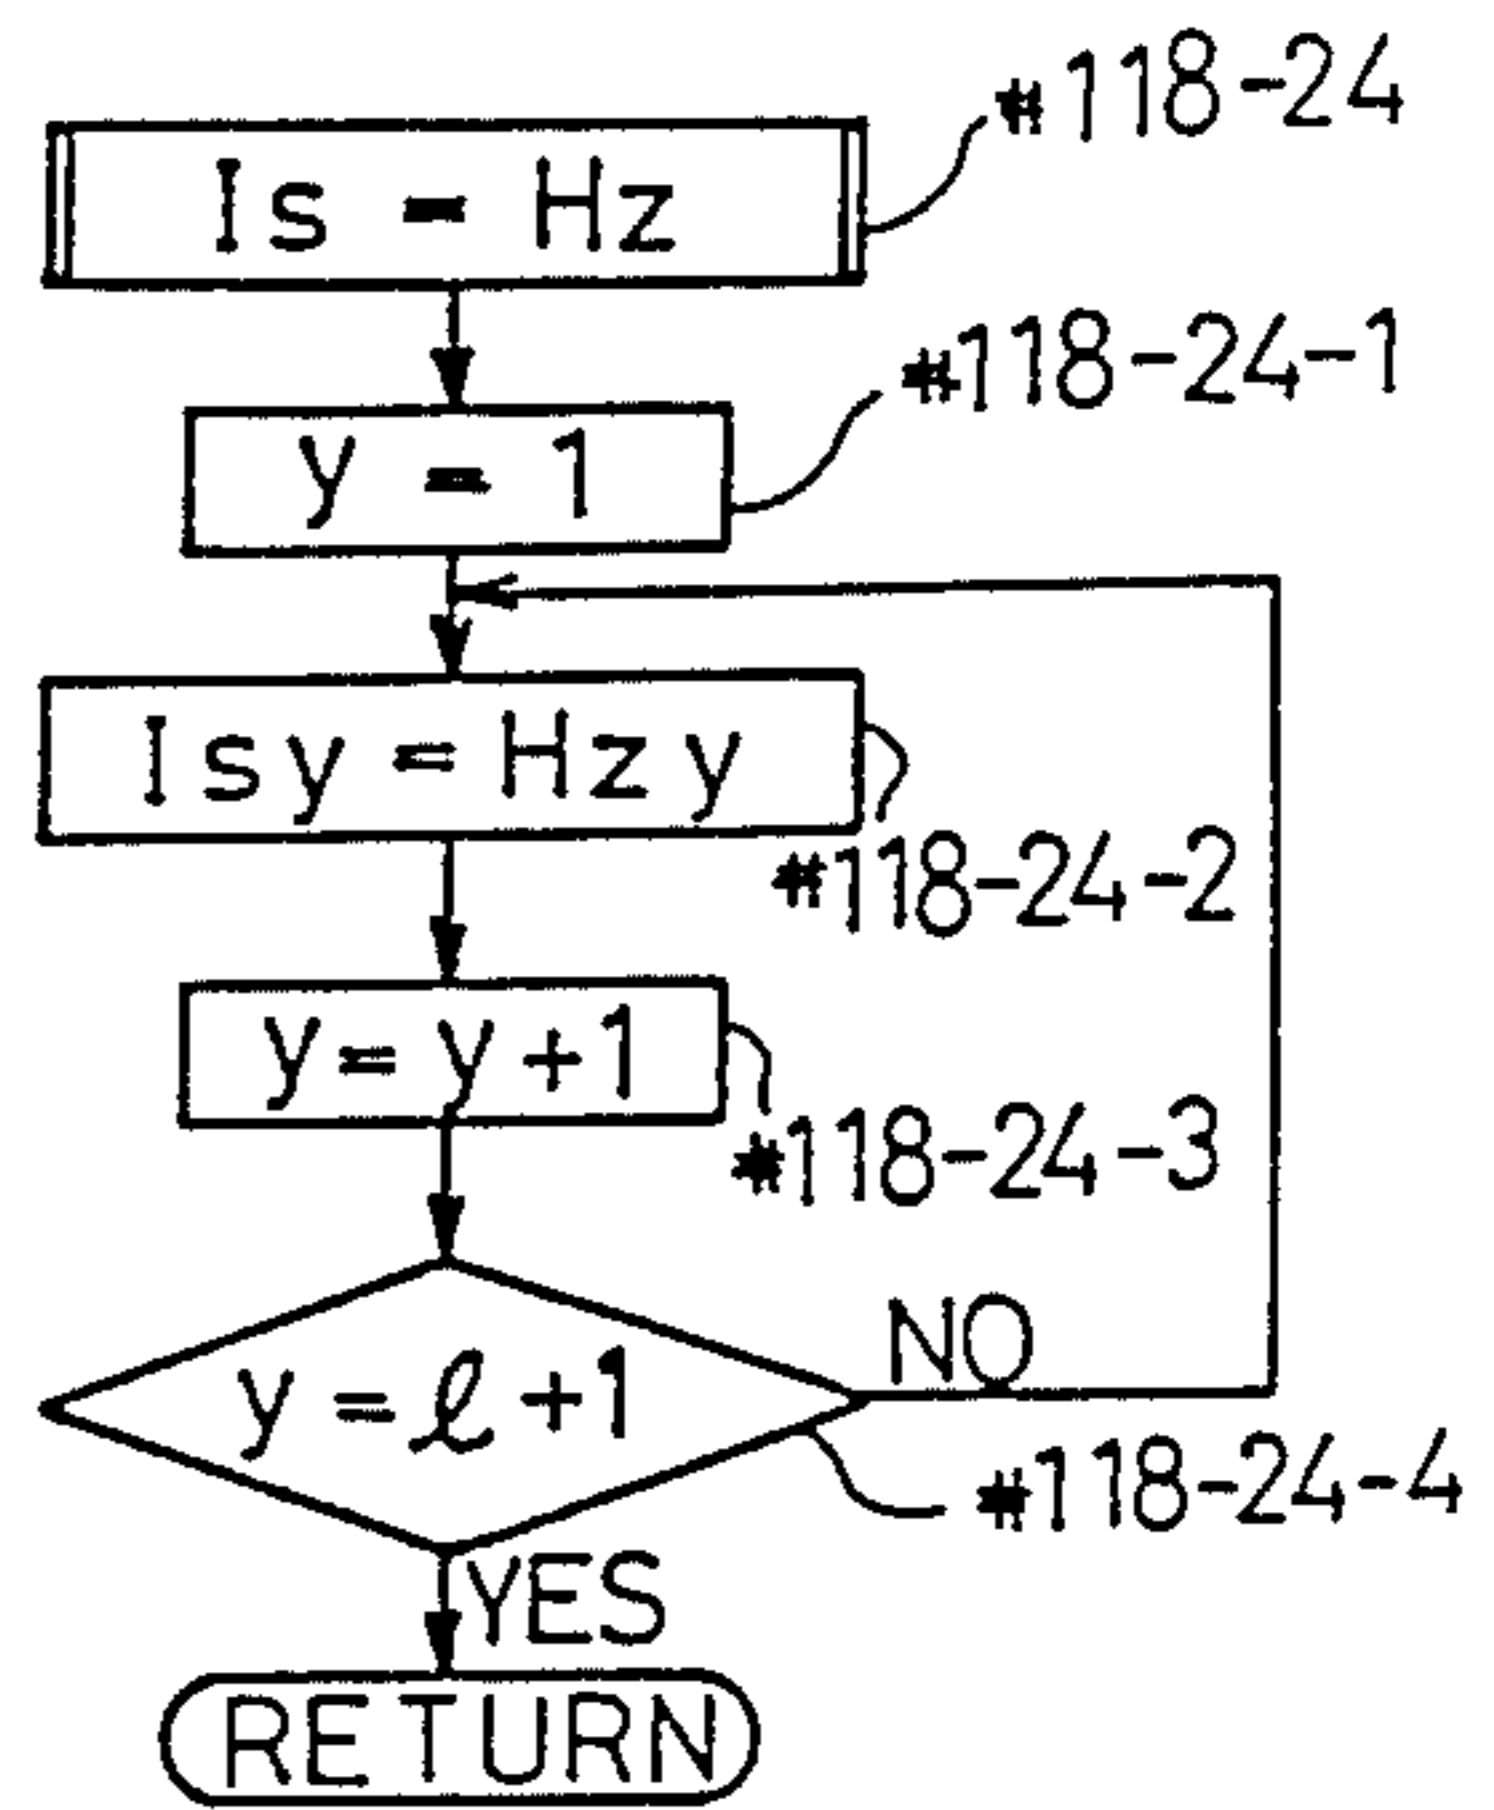 #118-24
Is = Hz
#118-24-1
y = 1
Isy = Hzy
#118-24-2
y = y+1
#118-24-3
y = ℓ+1
NO
#118-24-4
YES
RETURN